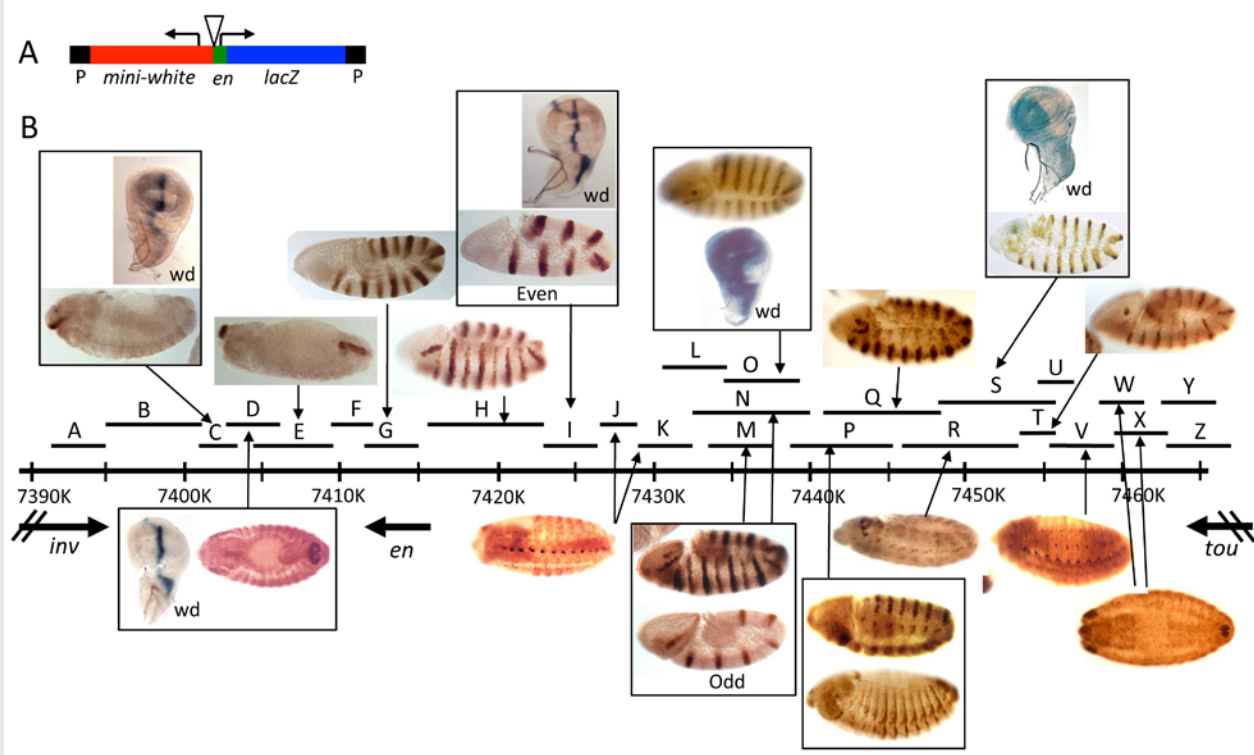 A
P mini-white en lacZ P
B
wd
wd
Even
wd
wd
L
O
U
B D F H J N Q S W Y
A C E G I K M P R T V X Z
7390K 7400K 7410K 7420K 7430K 7440K 7450K 7460K
inv en tou
wd
Odd